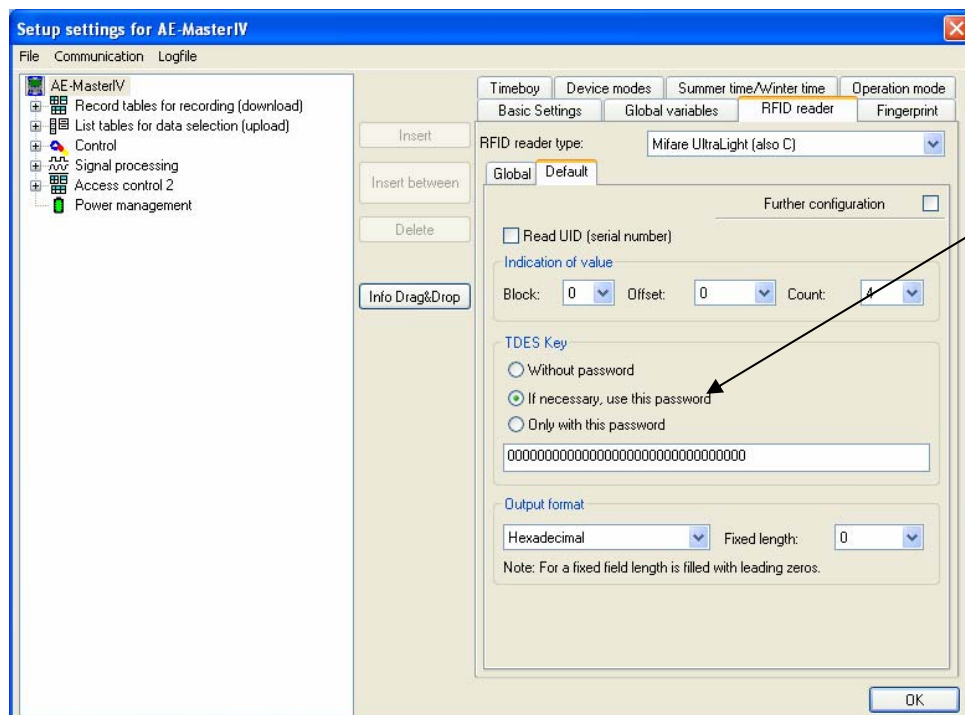 Setup settings for AE-MasterIV
File Communication Logfile
AE-MasterIV
Record tables for recording (download)
List tables for data selection (upload)
Control
Signal processing
Access control 2
Power management
Insert
Insert between
Delete
Info Drag&Drop
Timeboy Device modes Summer time/Winter time Operation mode
Basic Settings Global variables RFID reader Fingerprint
RFID reader type: Mifare UltraLight (also C)
Global Default
Further configuration
Read UID (serial number)
Indication of value
Block: 0 Offset: 0 Count: 4
TDES Key
Without password
If necessary, use this password
Only with this password
00000000000000000000000000000000
Output format
Hexadecimal Fixed length: 0
Note: For a fixed field length is filled with leading zeros.
OK